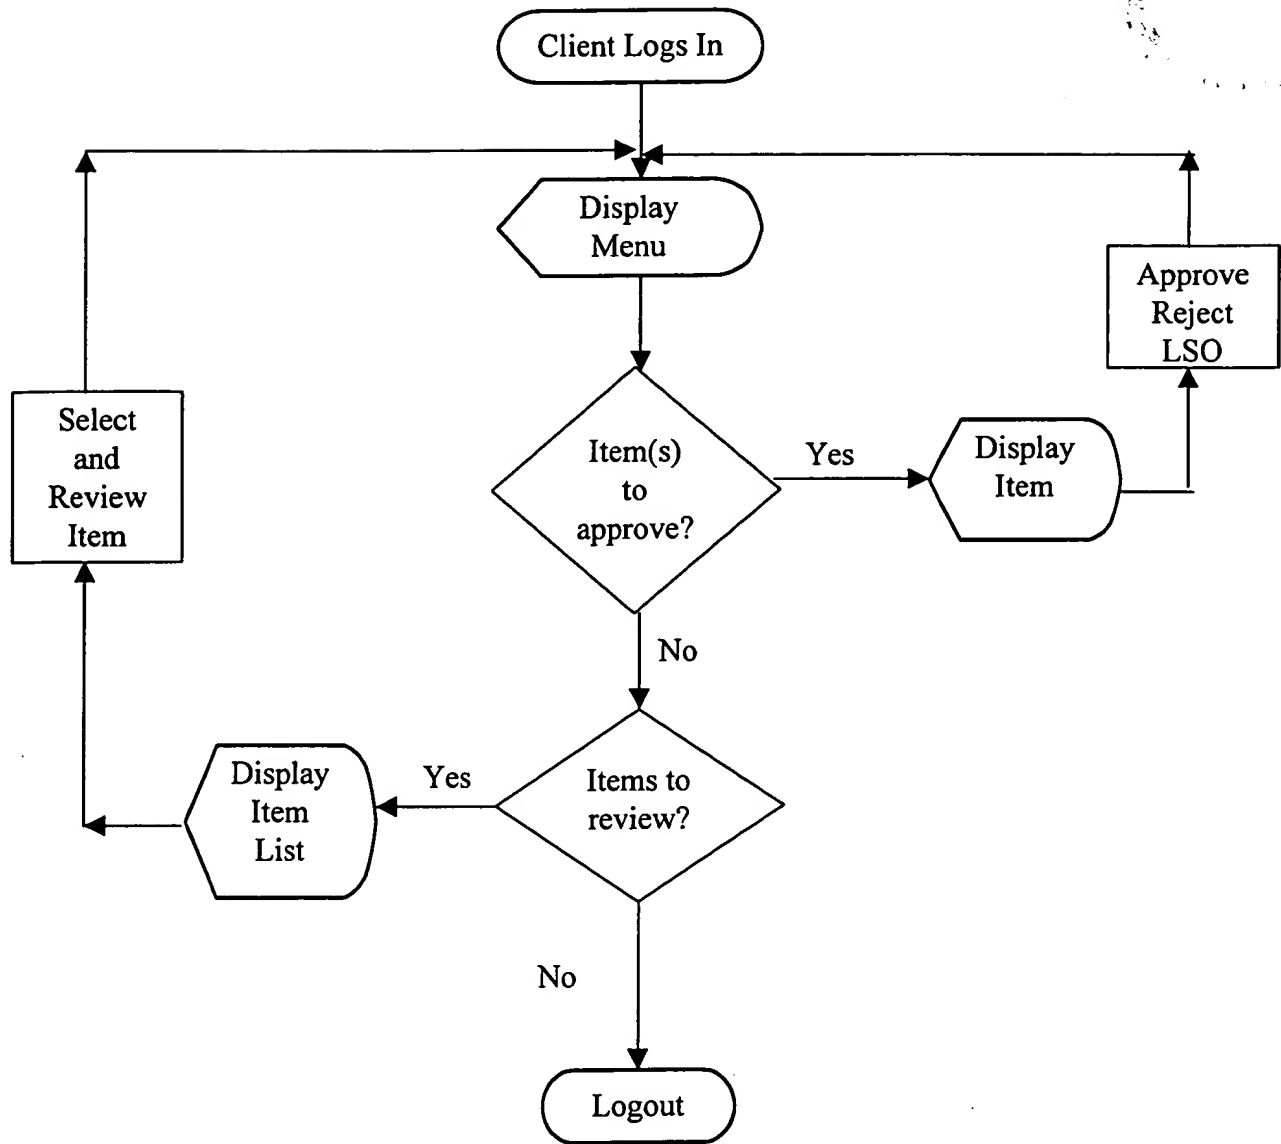 Client Logs In
Display
Menu
Approve
Reject
LSO
Select
and
Review
Item
Item(s)
to
approve?
Yes
Display
Item
No
Display
Item
List
Yes
Items to
review?
No
Logout